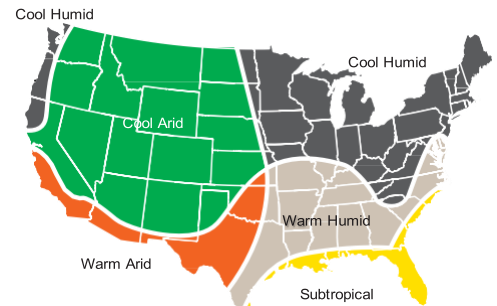 Cool Humid
Cool Humid
Cool Arid
Warm Humid
Warm Arid
Subtropical